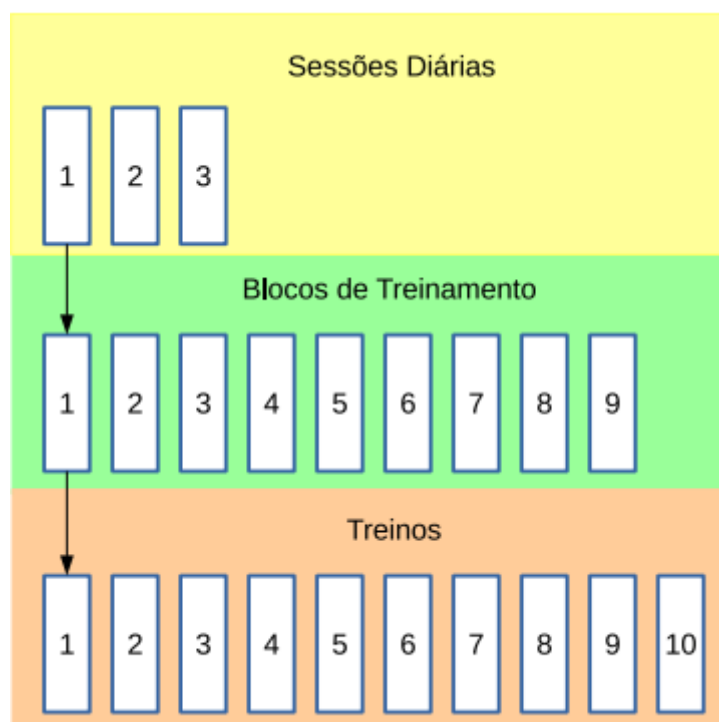 Sessões Diárias
1 2 3
Blocos de Treinamento
1 2 3 4 5 6 7 8 9
Treinos
1 2 3 4 5 6 7 8 9 10